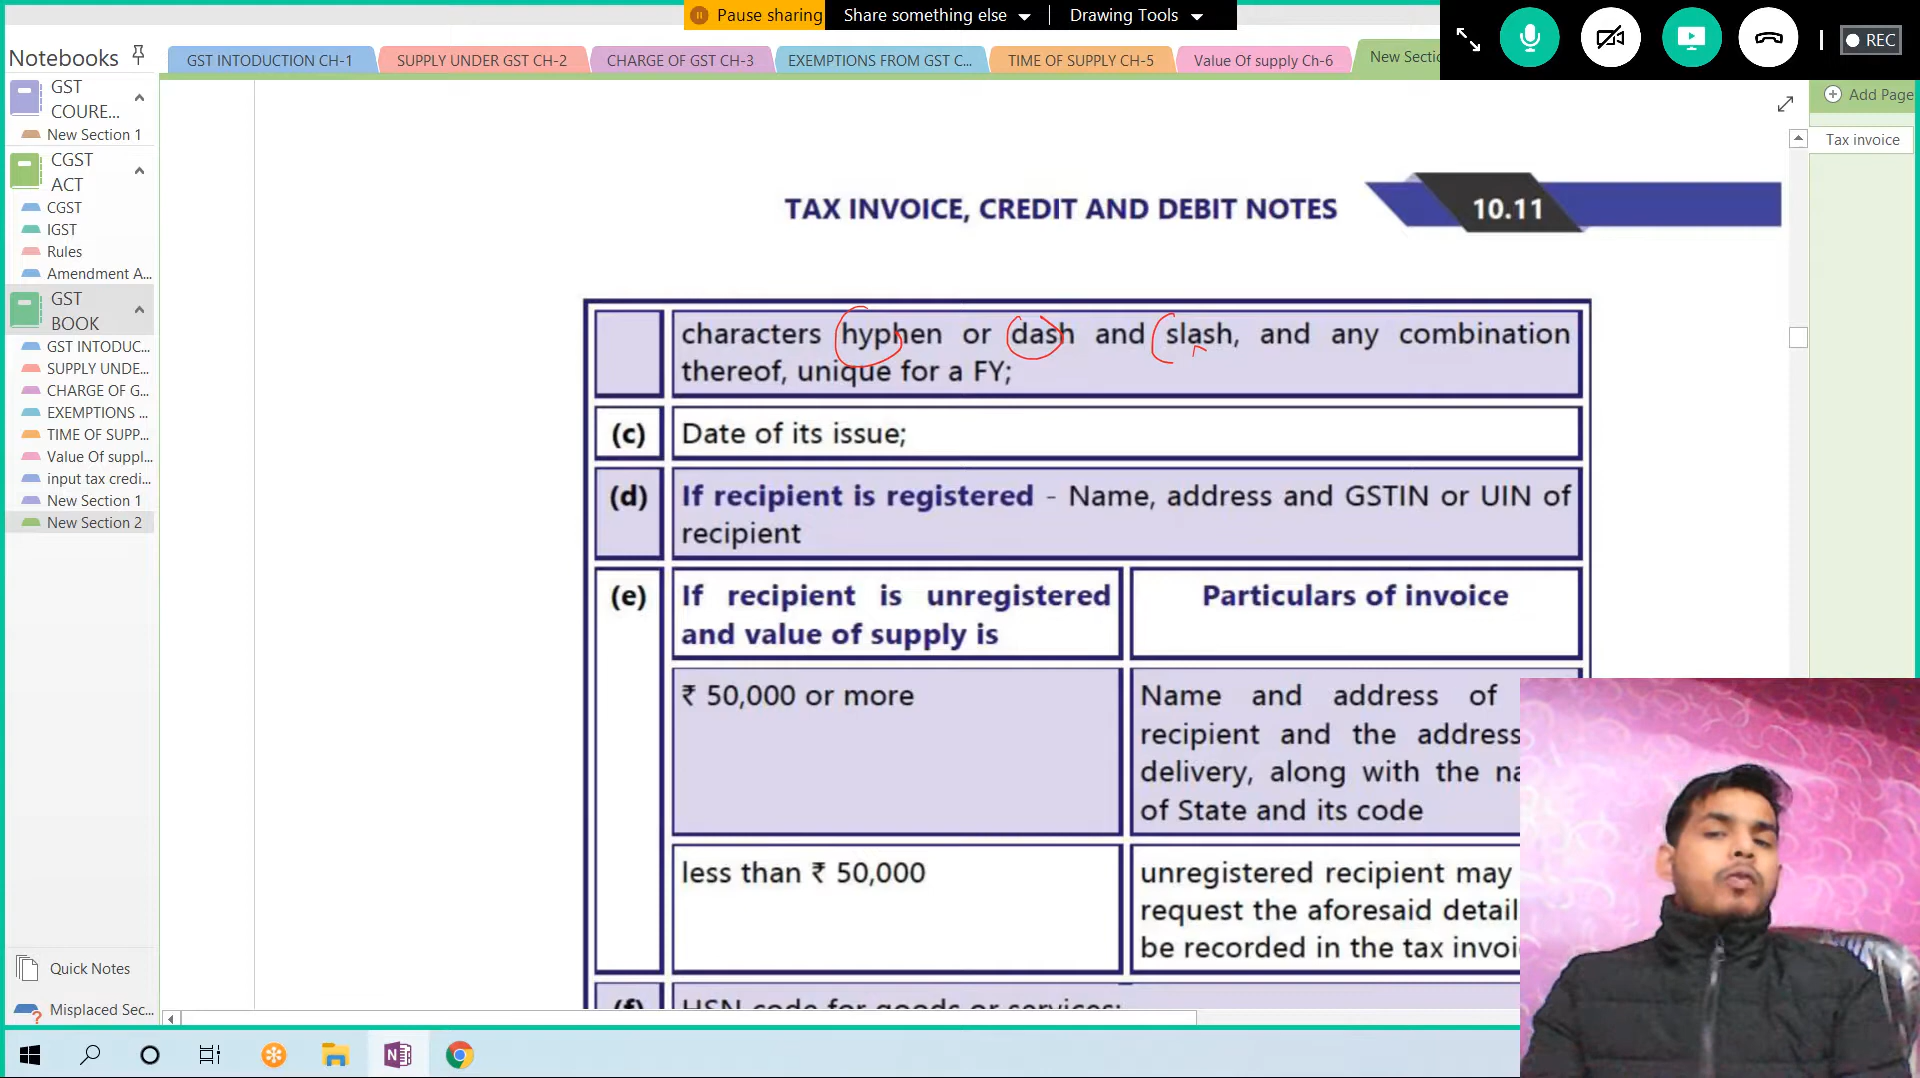 Pause sharing
Share something else
Drawing Tools
REC
Notebooks
GST INTODUCTION CH-1
SUPPLY UNDER GST CH-2
CHARGE OF GST CH-3
EXEMPTIONS FROM GST C...
TIME OF SUPPLY CH-5
Value Of supply Ch-6
New Sectio
Add Page
Tax invoice
GST
COURE...
New Section 1
CGST
ACT
CGST
IGST
Rules
Amendment A...
GST
BOOK
GST INTODUC...
SUPPLY UNDE...
CHARGE OF G...
EXEMPTIONS ...
TIME OF SUPP...
Value Of suppl...
input tax credi...
New Section 1
New Section 2
Quick Notes
Misplaced Sec...
TAX INVOICE, CREDIT AND DEBIT NOTES
10.11
characters hyphen or dash and slash, and any combination
thereof, unique for a FY;
(c) Date of its issue;
(d) If recipient is registered - Name, address and GSTIN or UIN of
recipient
(e) If recipient is unregistered
and value of supply is
Particulars of invoice
₹ 50,000 or more
Name and address of
recipient and the address
delivery, along with the na
of State and its code
less than ₹ 50,000
unregistered recipient may
request the aforesaid detail
be recorded in the tax invoi
(f) HSN code for goods or services;